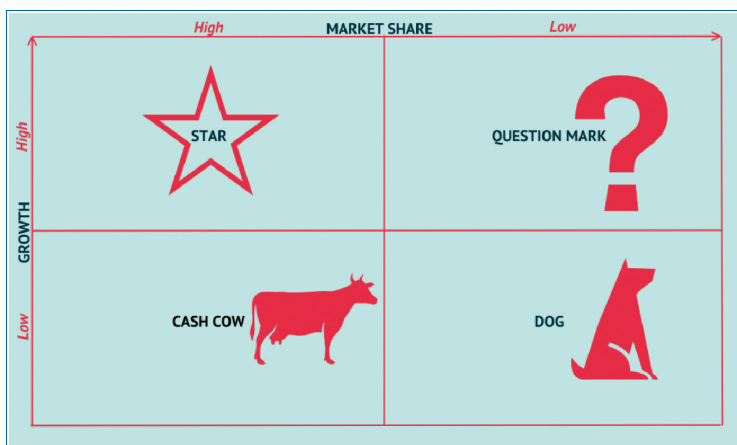 High
MARKET SHARE
Low
High
STAR
QUESTION MARK
?
GROWTH
Low
CASH COW
DOG